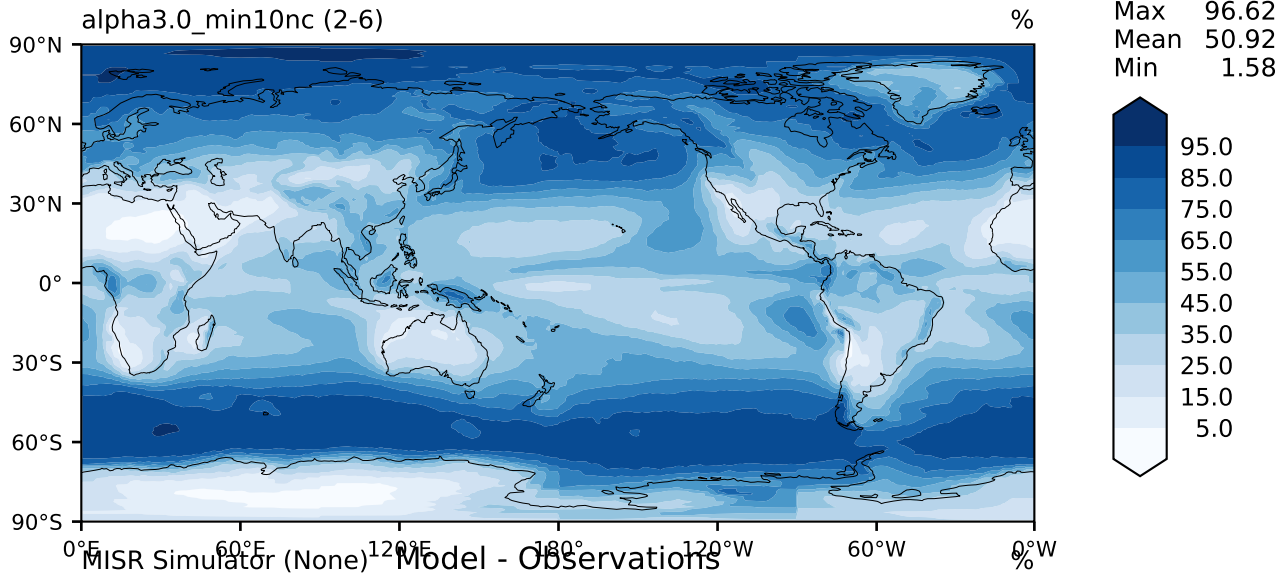 alpha3.0_min10nc (2-6) %
Max 96.62
Mean 50.92
Min 1.58
90°N
60°N
30°N
0°
30°S
60°S
90°S
0°E 60°E 120°E 180° 120°W 60°W 0°W
MISR Simulator (None) Model - Observations %
95.0
85.0
75.0
65.0
55.0
45.0
35.0
25.0
15.0
5.0